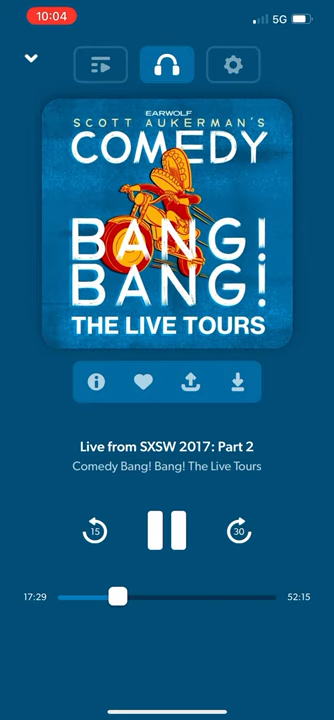 10:04
5G
EARWOLF
SCOTT AUKERMAN'S
COMEDY
BANG!
BANG!
THE LIVE TOURS
Live from SXSW 2017: Part 2
Comedy Bang! Bang! The Live Tours
15
30
17:29
52:15